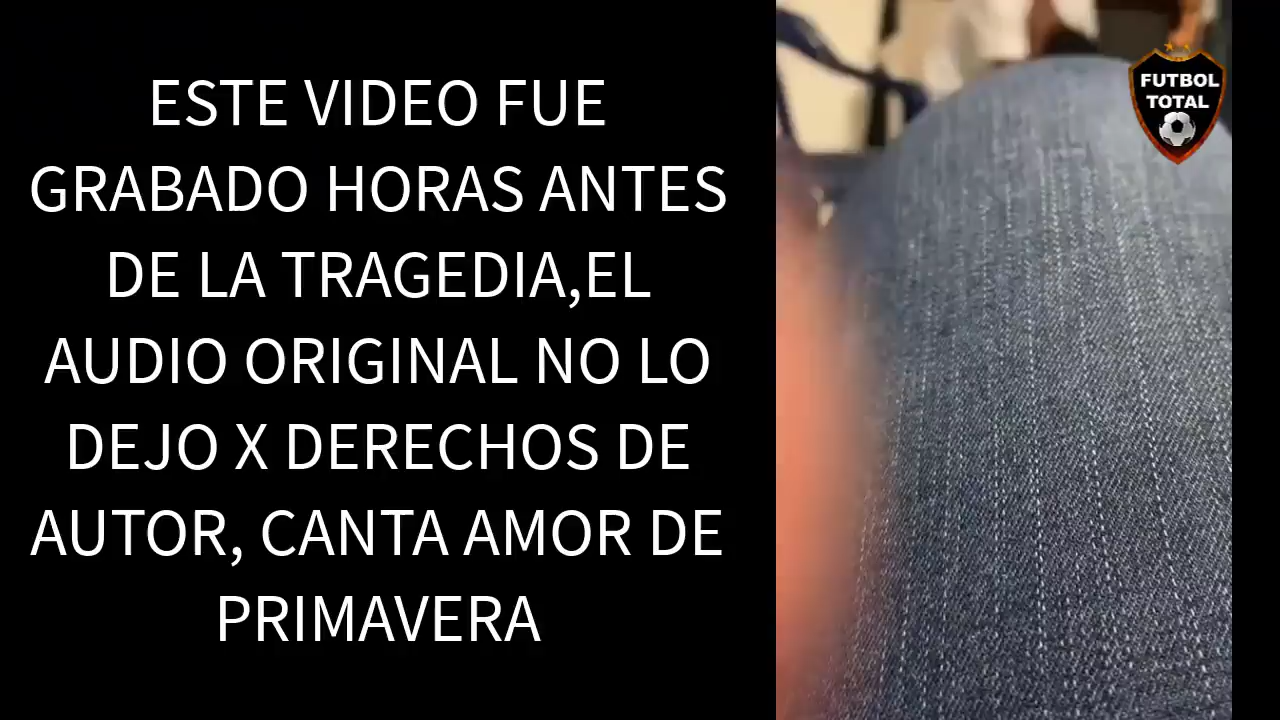 ESTE VIDEO FUE
GRABADO HORAS ANTES
DE LA TRAGEDIA,EL
AUDIO ORIGINAL NO LO
DEJO X DERECHOS DE
AUTOR, CANTA AMOR DE
PRIMAVERA
FUTBOL
TOTAL